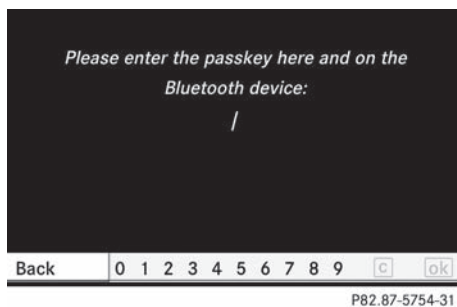 Please enter the passkey here and on the
Bluetooth device:
Back 0 1 2 3 4 5 6 7 8 9 c ok
P82.87-5754-31